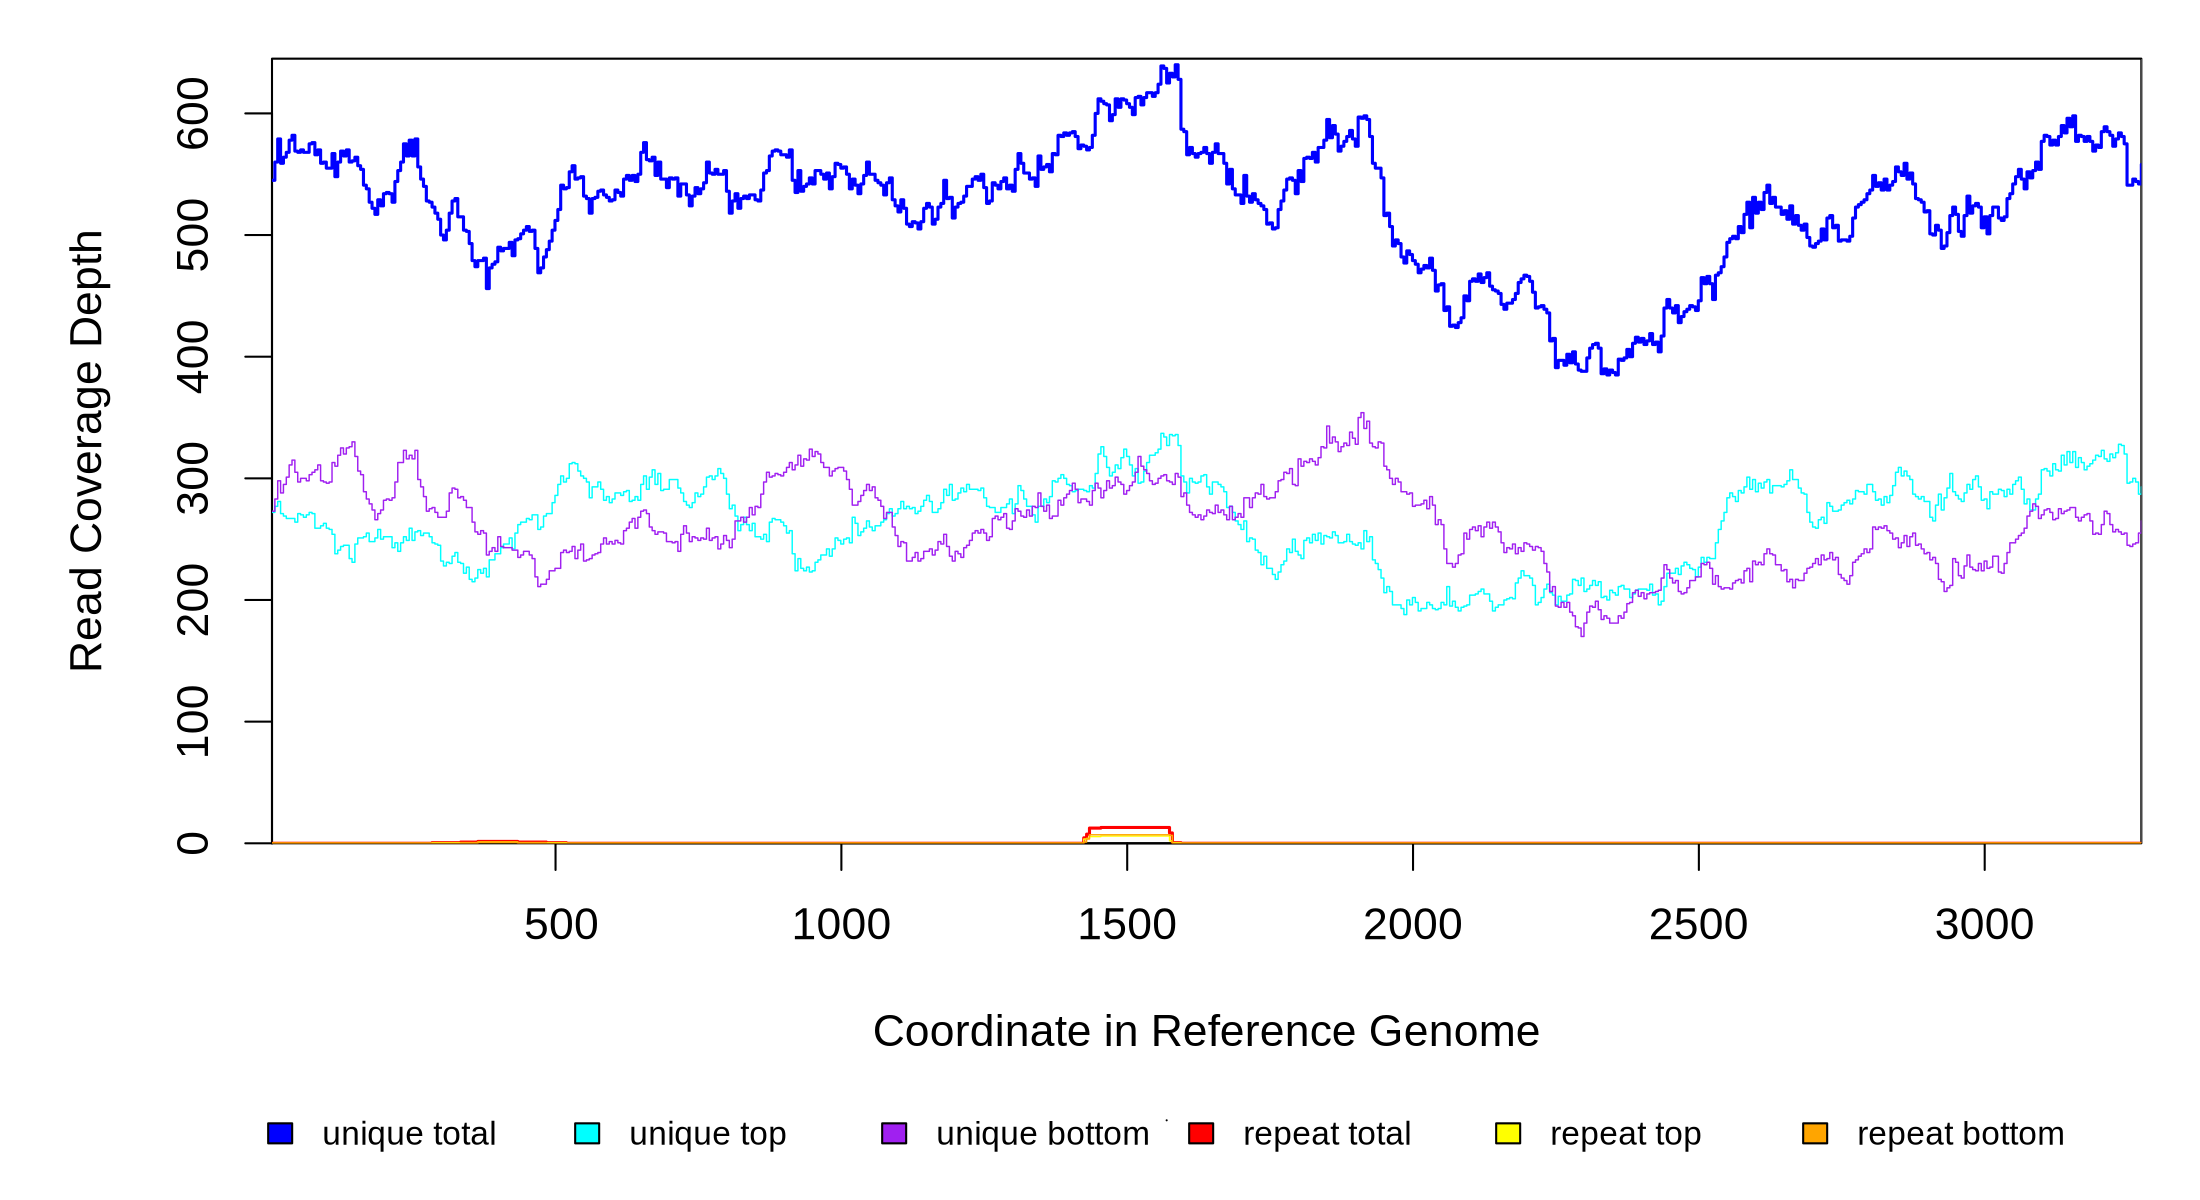 600
500
400
300
200
100
0
Read Coverage Depth
500 1000 1500 2000 2500 3000
Coordinate in Reference Genome
unique total unique top unique bottom repeat total repeat top repeat bottom